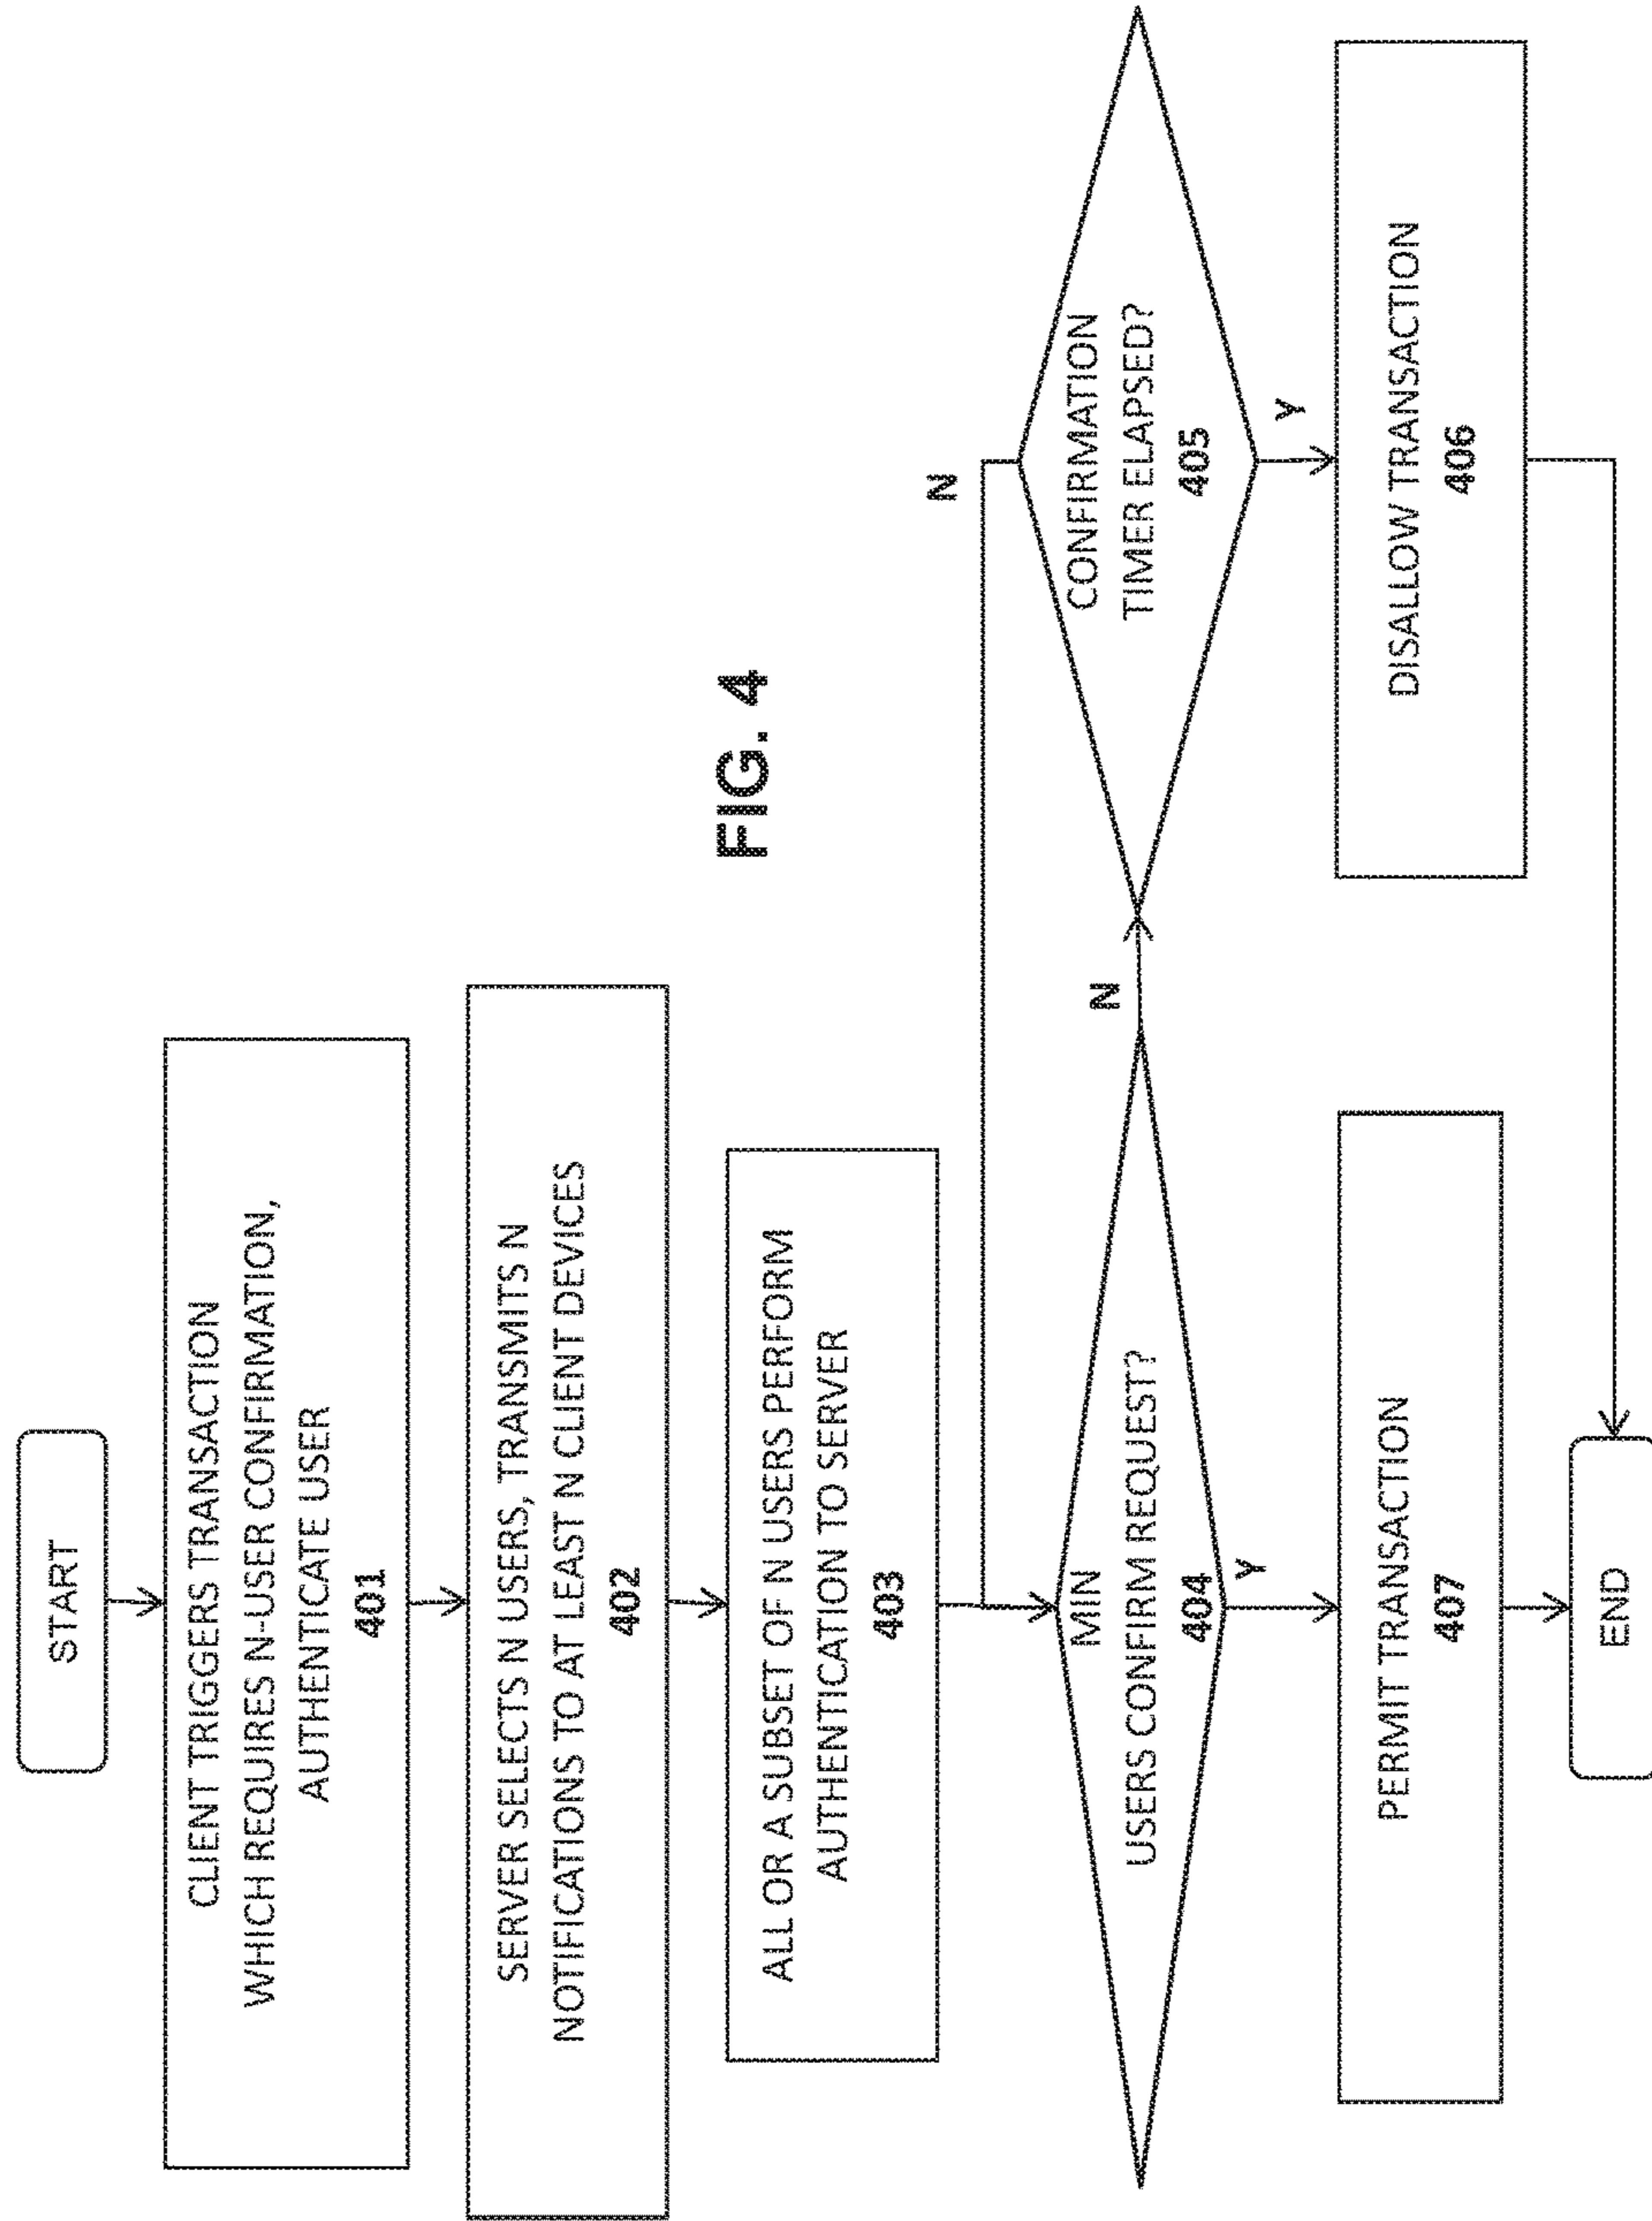 START
CLIENT TRIGGERS TRANSACTION
WHICH REQUIRES N-USER CONFIRMATION,
AUTHENTICATE USER
401
SERVER SELECTS N USERS, TRANSMITS N
NOTIFICATIONS TO AT LEAST N CLIENT DEVICES
402
ALL OR A SUBSET OF N USERS PERFORM
AUTHENTICATION TO SERVER
403
FIG. 4
MIN
USERS CONFIRM REQUEST?
404
N
Y
CONFIRMATION
TIMER ELAPSED?
405
N
Y
PERMIT TRANSACTION
407
DISALLOW TRANSACTION
406
END